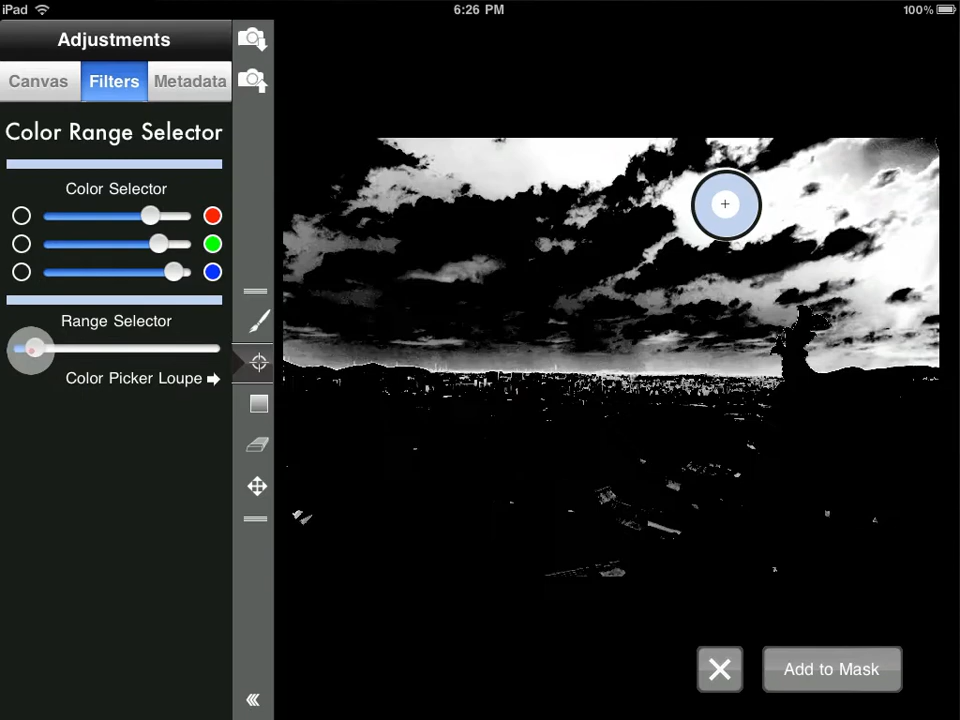 iPad 6:26 PM 100%
Adjustments
Canvas Filters Metadata
Color Range Selector
Color Selector
Range Selector
Color Picker Loupe
Add to Mask